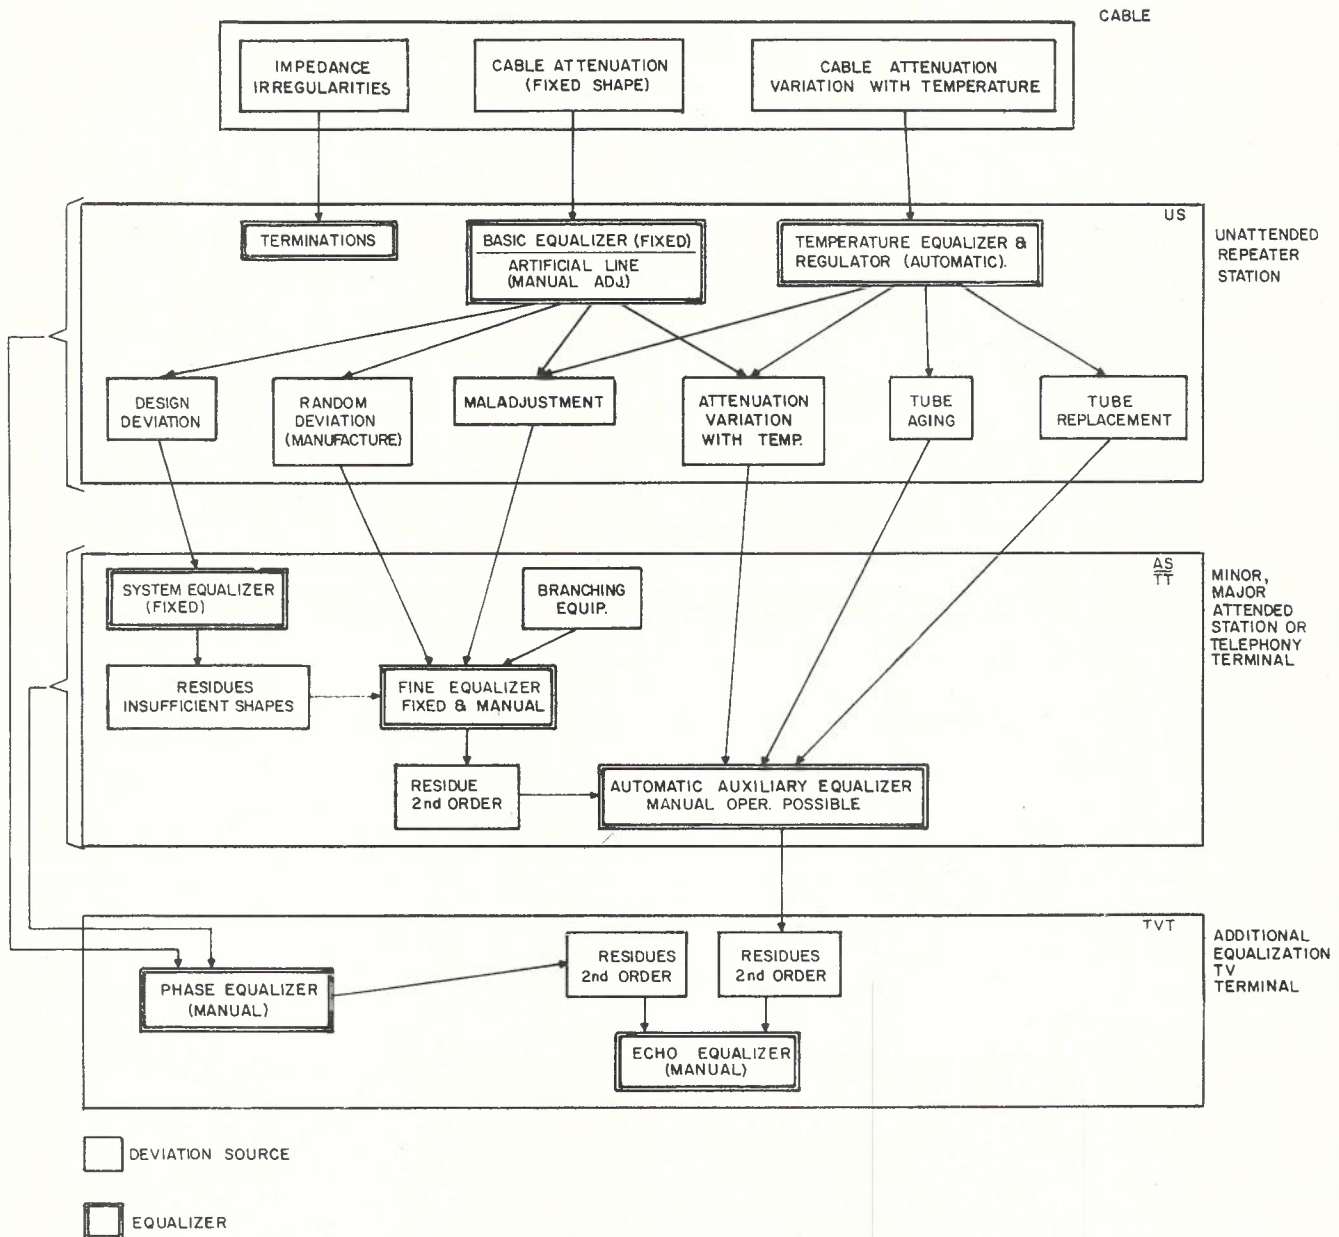 CABLE
IMPEDANCE
IRREGULARITIES
CABLE ATTENUATION
(FIXED SHAPE)
CABLE ATTENUATION
VARIATION WITH TEMPERATURE
US
UNATTENDED
REPEATER
STATION
TERMINATIONS
BASIC EQUALIZER (FIXED)
ARTIFICIAL LINE
(MANUAL ADJ.)
TEMPERATURE EQUALIZER &
REGULATOR (AUTOMATIC).
DESIGN
DEVIATION
RANDOM
DEVIATION
(MANUFACTURE)
MALADJUSTMENT
ATTENUATION
VARIATION
WITH TEMP.
TUBE
AGING
TUBE
REPLACEMENT
AS
TT
MINOR,
MAJOR
ATTENDED
STATION OR
TELEPHONY
TERMINAL
SYSTEM EQUALIZER
(FIXED)
BRANCHING
EQUIP.
RESIDUES
INSUFFICIENT SHAPES
FINE EQUALIZER
FIXED & MANUAL
RESIDUE
2nd ORDER
AUTOMATIC AUXILIARY EQUALIZER
MANUAL OPER. POSSIBLE
TVT
ADDITIONAL
EQUALIZATION
TV
TERMINAL
PHASE EQUALIZER
(MANUAL)
RESIDUES
2nd ORDER
RESIDUES
2nd ORDER
ECHO EQUALIZER
(MANUAL)
DEVIATION SOURCE
EQUALIZER